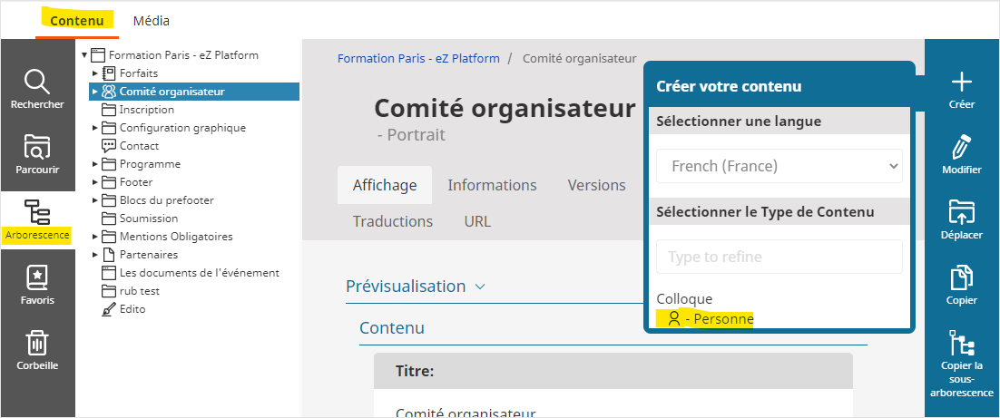 Contenu Média
Rechercher
Parcourir
Arborescence
Favoris
Corbeille
Formation Paris - eZ Platform
Forfaits
Comité organisateur
Inscription
Configuration graphique
Contact
Programme
Footer
Blocs du prefooter
Soumission
Mentions Obligatoires
Partenaires
Les documents de l'événement
rub test
Edito
Formation Paris - eZ Platform / Comité organisateur
Comité organisateur
- Portrait
Affichage Informations Versions
Traductions URL
Prévisualisation
Contenu
Titre:
Comité organisateur
Créer votre contenu
Sélectionner une langue
French (France)
Sélectionner le Type de Contenu
Type to refine
Colloque
- Personne
Créer
Modifier
Déplacer
Copier
Copier la
sous-
arborescence